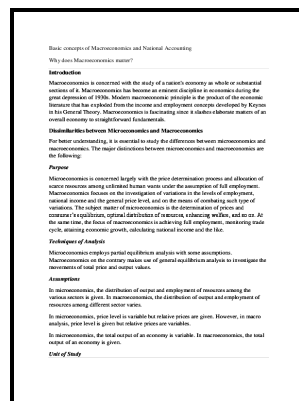 Basic concepts of Macroeconomics and National Accounting
Why does Macroeconomics matter?
Introduction
Macroeconomics is concerned with the study of a nation's economy as whole or substantial
sections of it. Macroeconomics has become an eminent discipline in economics during the
great depression of 1930s. Modern macroeconomic principle is the product of the economic
literature that has exploded from the income and employment concepts developed by Keynes
in his General Theory. Macroeconomics is fascinating since it slashes elaborate matters of an
overall economy to straightforward fundamentals.
Dissimilarities between Microeconomics and Macroeconomics
For better understanding, it is essential to study the differences between microeconomics and
macroeconomics. The major distinctions between microeconomics and macroeconomics are
the following:
Purpose
Microeconomics is concerned largely with the price determination process and allocation of
scarce resources among unlimited human wants under the assumption of full employment.
Macroeconomics focuses on the investigation of variations in the levels of employment,
national income and the general price level, and on the means of combating such type of
variations. The subject matter of microeconomics is the determination of prices and
consumer's equilibrium, optimal distribution of resources, enhancing welfare, and so on. At
the same time, the focus of macroeconomics is achieving full employment, monitoring trade
cycle, attaining economic growth, calculating national income and the like.
Techniques of Analysis
Microeconomics employs partial equilibrium analysis with some assumptions.
Macroeconomics on the contrary makes use of general equilibrium analysis to investigate the
movements of total price and output values.
Assumptions
In microeconomics, the distribution of output and employment of resources among the
various sectors is given. In macroeconomics, the distribution of output and employment of
resources among different sector varies.
In microeconomics, price level is variable but relative prices are given. However, in macro
analysis, price level is given but relative prices are variables.
In microeconomics, the total output of an economy is variable. In macroeconomics, the total
output of an economy is given.
Unit of Study